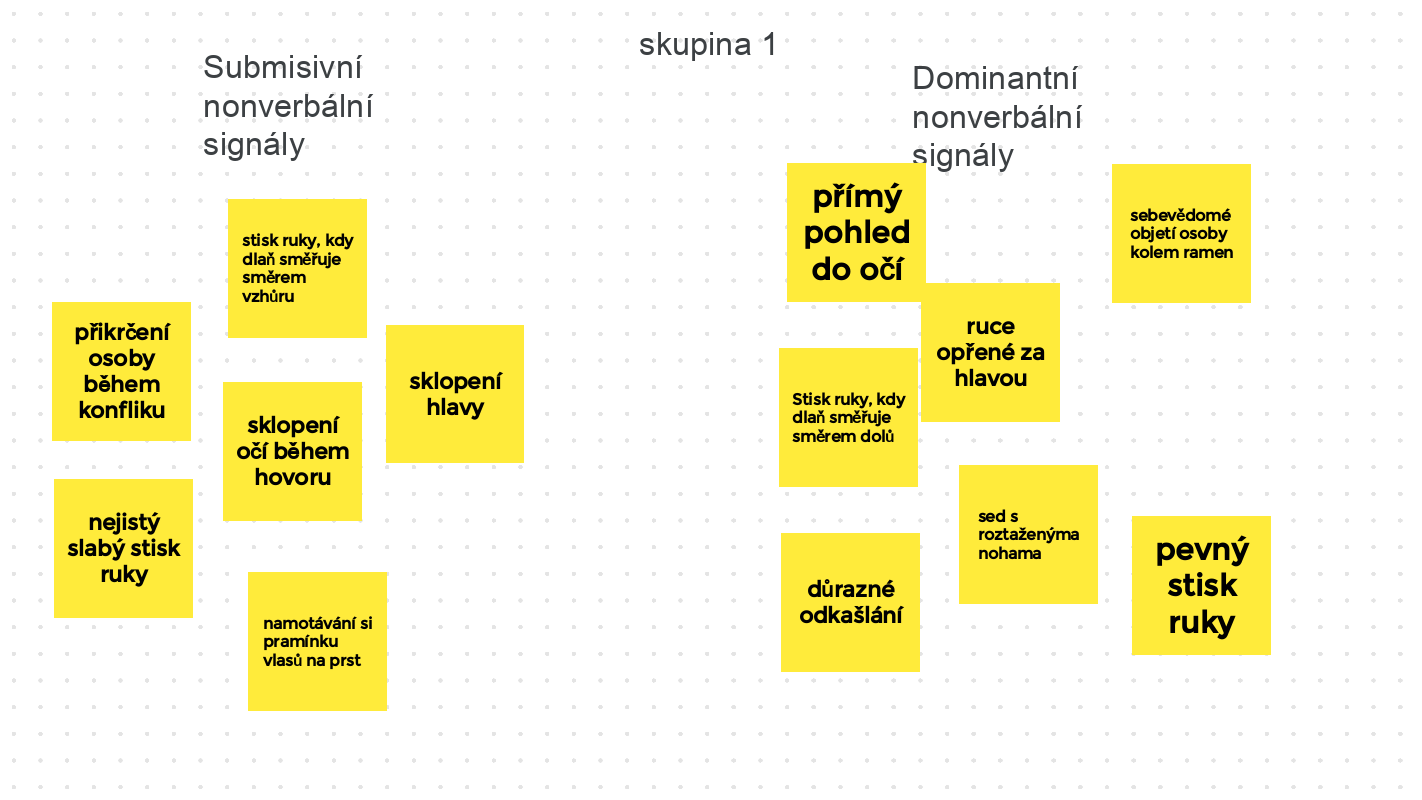 skupina 1
Submisivní
nonverbální
signály
stisk ruky, kdy
dlaň směřuje
směrem
vzhůru
přikrčení
osoby
během
konfliku
sklopení
hlavy
sklopení
očí během
hovoru
nejistý
slabý stisk
ruky
namotávání si
pramínku
vlasů na prst
Dominantní
nonverbální
signály
přímý
pohled
do očí
sebevědomé
objetí osoby
kolem ramen
ruce
opřené za
hlavou
Stisk ruky, kdy
dlaň směřuje
směrem dolů
sed s
roztaženýma
nohama
důrazné
odkašlání
pevný
stisk
ruky